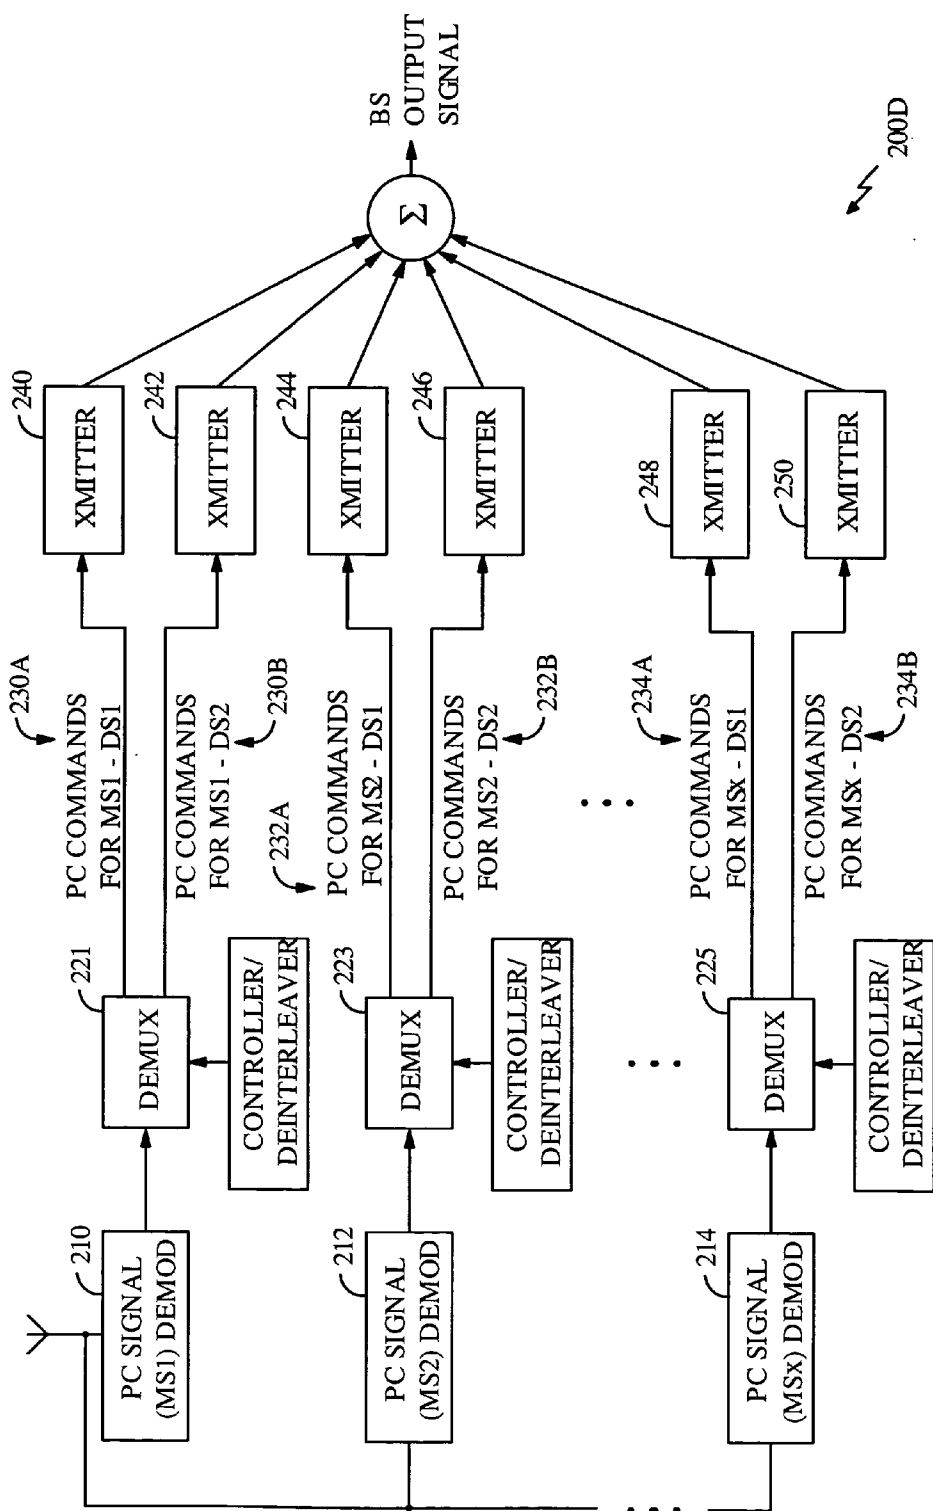 210
PC SIGNAL
(MS1) DEMOD
221
DEMUX
CONTROLLER/
DEINTERLEAVER
230A
PC COMMANDS
FOR MS1 - DS1
PC COMMANDS
FOR MS1 - DS2
230B
240
XMITTER
242
XMITTER
212
PC SIGNAL
(MS2) DEMOD
223
DEMUX
CONTROLLER/
DEINTERLEAVER
232A
PC COMMANDS
FOR MS2 - DS1
PC COMMANDS
FOR MS2 - DS2
232B
244
XMITTER
246
XMITTER
Σ
BS
OUTPUT
SIGNAL
214
PC SIGNAL
(MSx) DEMOD
225
DEMUX
CONTROLLER/
DEINTERLEAVER
234A
PC COMMANDS
FOR MSx - DS1
PC COMMANDS
FOR MSx - DS2
234B
248
XMITTER
250
XMITTER
200D